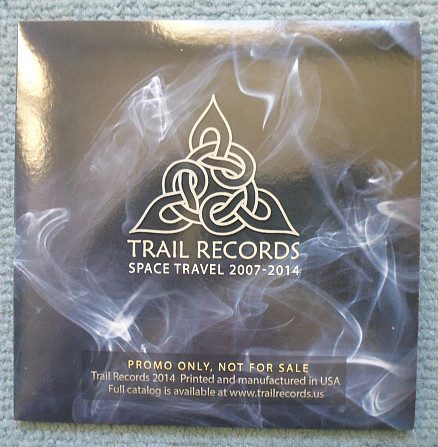 TRAIL RECORDS
SPACE TRAVEL 2007-2014
PROMO ONLY, NOT FOR SALE
Trail Records 2014 Printed and manufactured in USA
Full catalog is available at www.trailrecords.us